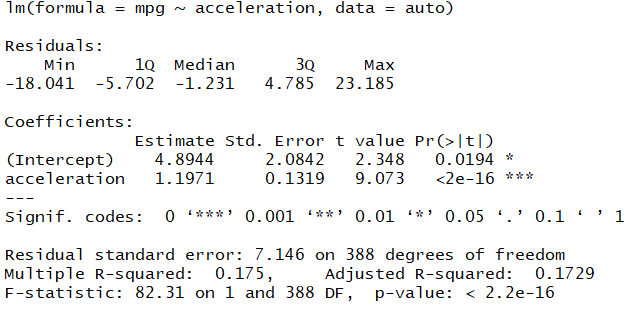 lm(formula = mpg ~ acceleration, data = auto)
Residuals:
Min 1Q Median 3Q Max
-18.041 -5.702 -1.231 4.785 23.185
Coefficients:
Estimate Std. Error t value Pr(>|t|)
(Intercept) 4.8944 2.0842 2.348 0.0194 *
acceleration 1.1971 0.1319 9.073 <2e-16 ***
---
Signif. codes: 0 ‘***’ 0.001 ‘**’ 0.01 ‘*’ 0.05 ‘.’ 0.1 ‘ ’ 1
Residual standard error: 7.146 on 388 degrees of freedom
Multiple R-squared: 0.175, Adjusted R-squared: 0.1729
F-statistic: 82.31 on 1 and 388 DF, p-value: < 2.2e-16